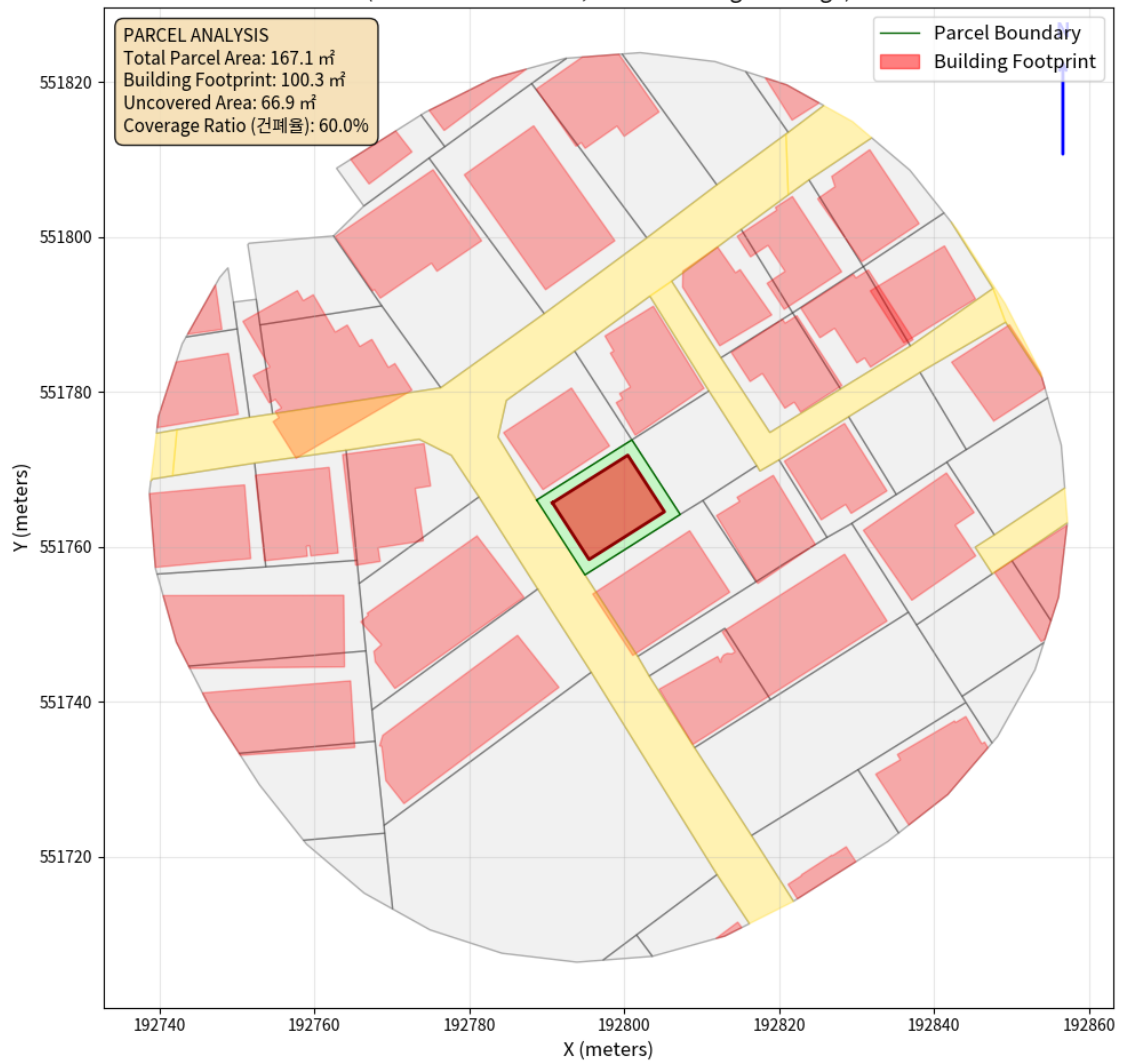 PARCEL ANALYSIS
Total Parcel Area: 167.1 ㎡
Building Footprint: 100.3 ㎡
Uncovered Area: 66.9 ㎡
Coverage Ratio (건폐율): 60.0%
Parcel Boundary
Building Footprint
N
551820
551800
551780
551760
551740
551720
Y (meters)
192740
192760
192780
192800
192820
192840
192860
X (meters)